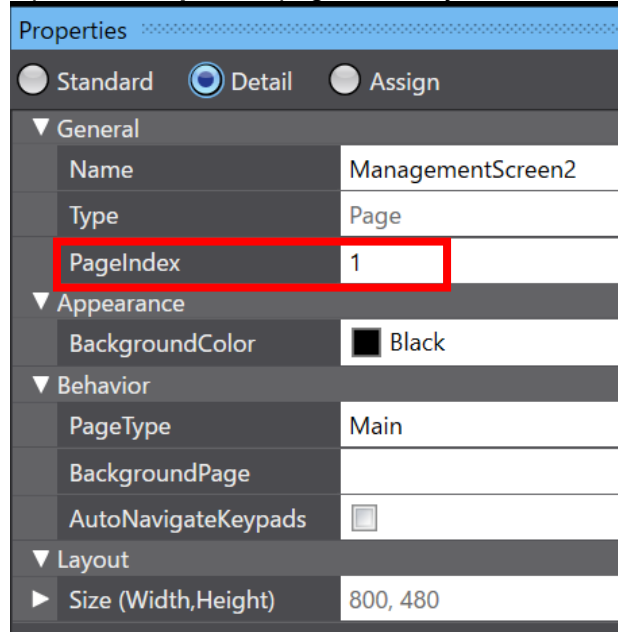 Properties
Standard Detail Assign
General
Name ManagementScreen2
Type Page
PageIndex 1
Appearance
BackgroundColor Black
Behavior
PageType Main
BackgroundPage
AutoNavigateKeypads
Layout
Size (Width,Height) 800, 480